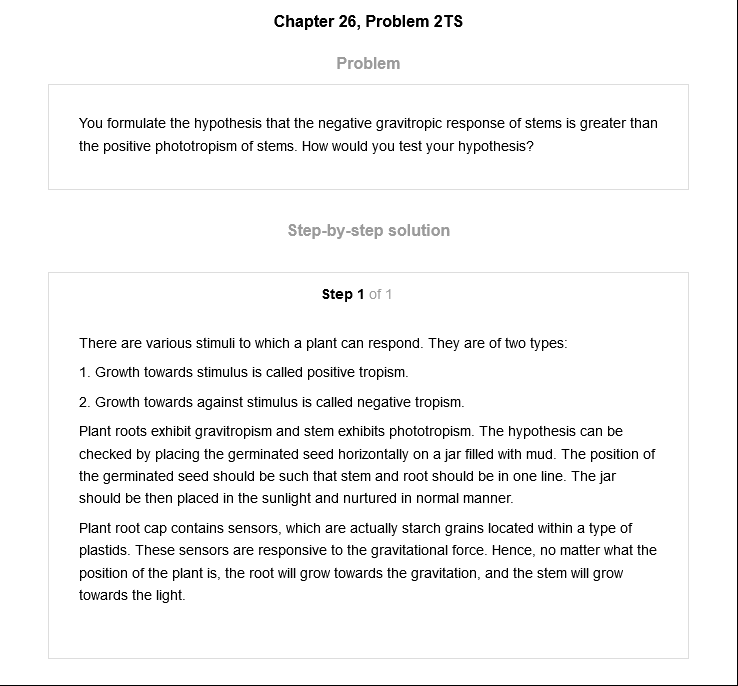 Chapter 26, Problem 2TS
Problem
You formulate the hypothesis that the negative gravitropic response of stems is greater than
the positive phototropism of stems. How would you test your hypothesis?
Step-by-step solution
Step 1 of 1
There are various stimuli to which a plant can respond. They are of two types:
1. Growth towards stimulus is called positive tropism.
2. Growth towards against stimulus is called negative tropism.
Plant roots exhibit gravitropism and stem exhibits phototropism. The hypothesis can be
checked by placing the germinated seed horizontally on a jar filled with mud. The position of
the germinated seed should be such that stem and root should be in one line. The jar
should be then placed in the sunlight and nurtured in normal manner.
Plant root cap contains sensors, which are actually starch grains located within a type of
plastids. These sensors are responsive to the gravitational force. Hence, no matter what the
position of the plant is, the root will grow towards the gravitation, and the stem will grow
towards the light.